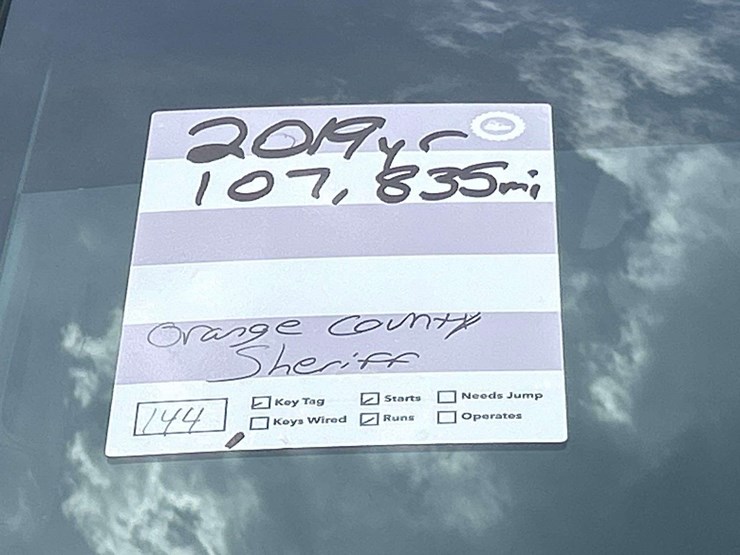 2019yr
107,835mi
Orange County
Sheriff
144
Key Tag Starts Needs Jump
Keys Wired Runs Operates